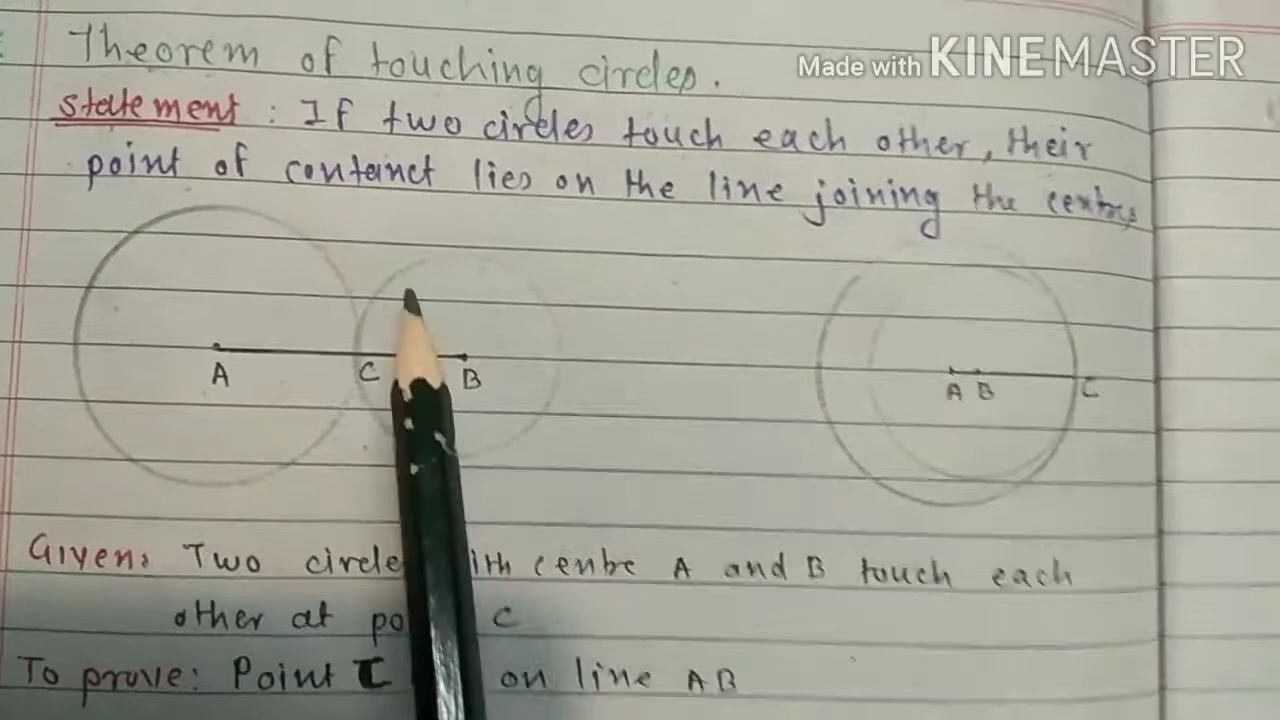 Theorem of touching circles.
Made with KINEMASTER
statement : If two circles touch each other, their
point of contenct lies on the line joining the centres
A C B
A B C
Given: Two circle ith centre A and B touch each
other at po C
To prove: Point C on line AB